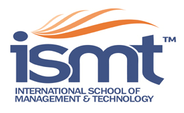 ismt™
INTERNATIONAL SCHOOL OF
MANAGEMENT & TECHNOLOGY